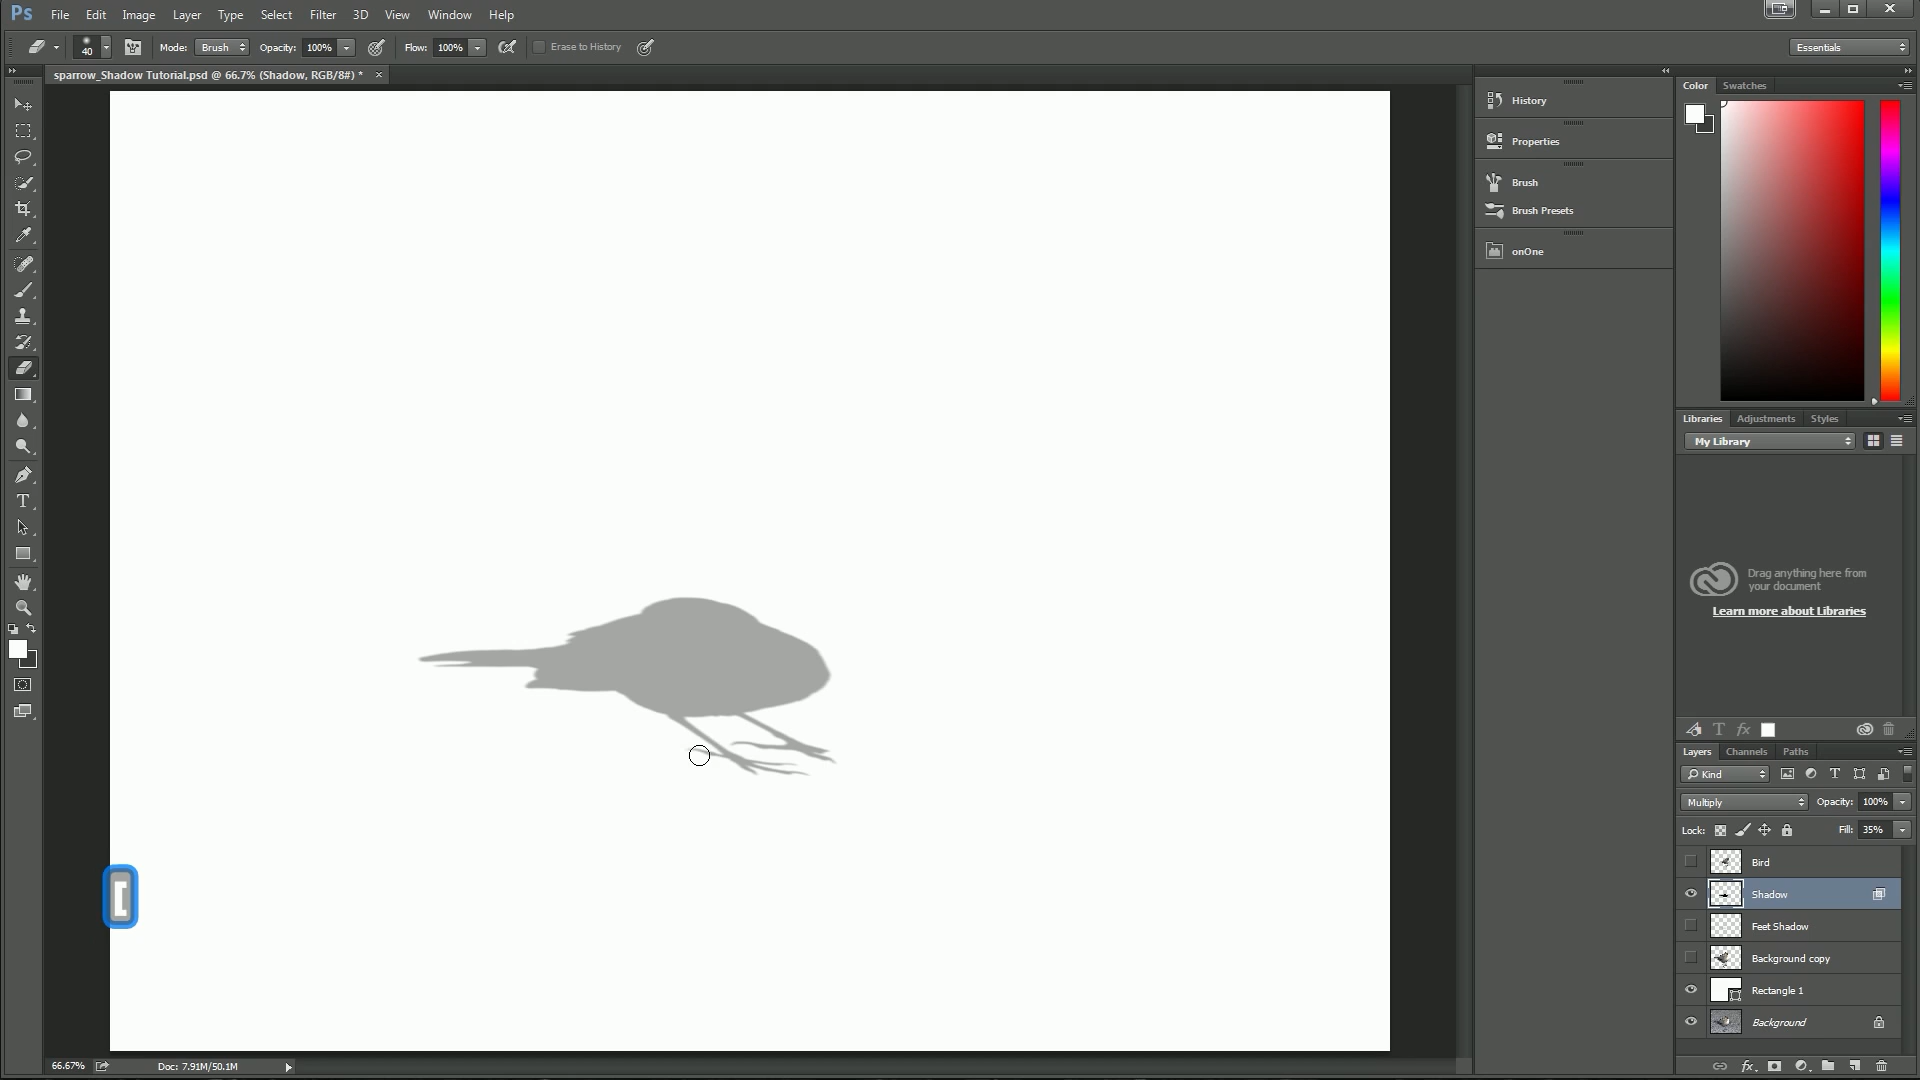 Ps File Edit Image Layer Type Select Filter 3D View Window Help
40 Mode: Brush Opacity: 100% Flow: 100% Erase to History Essentials
sparrow_Shadow Tutorial.psd @ 66.7% (Shadow, RGB/8#) * ×
History
Properties
Brush
Brush Presets
onOne
Color Swatches
Libraries Adjustments Styles
My Library
Drag anything here from
your document
Learn more about Libraries
T fx
Layers Channels Paths
Kind T
Multiply Opacity: 100%
Lock: Fill: 35%
Bird
Shadow
Feet Shadow
Background copy
Rectangle 1
Background
fx
T
[
66.67% Doc: 7.91M/50.1M